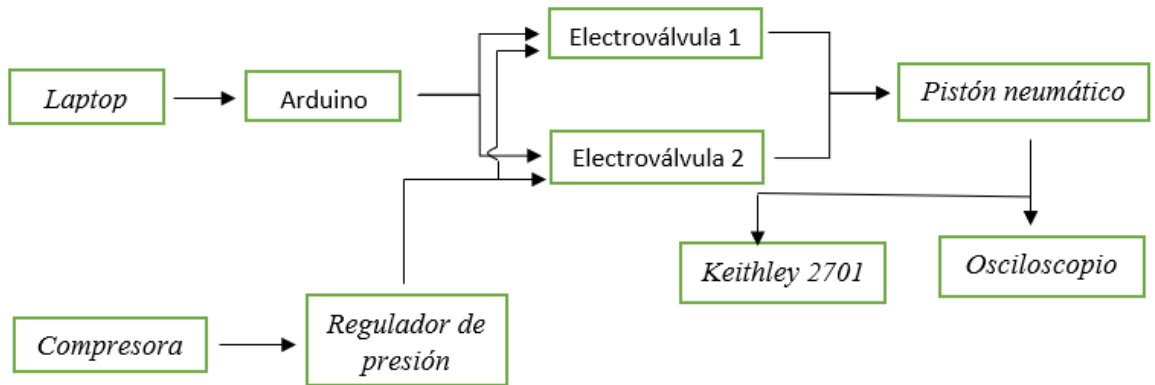 Electroválvula 1
Laptop
Arduino
Pistón neumático
Electroválvula 2
Keithley 2701
Osciloscopio
Compresora
Regulador de
presión